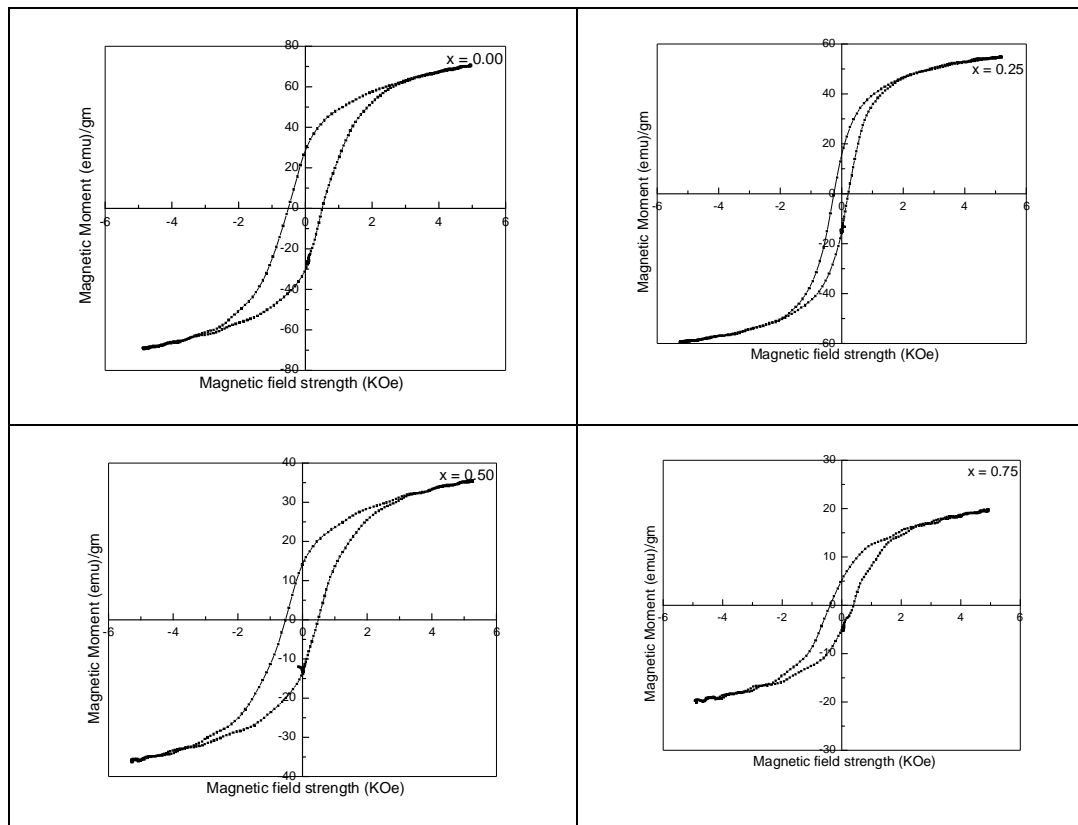 80
x = 0.00
60
40
20
0
-6 -4 -2 0 2 4 6
-20
-40
-60
-80
Magnetic Moment (emu)/gm
Magnetic field strength (KOe)
60
x = 0.25
40
20
0
-6 -4 -2 0 2 4 6
-20
-40
-60
Magnetic Moment (emu)/gm
Magnetic field strength (KOe)
40
x = 0.50
30
20
10
0
-6 -4 -2 0 2 4 6
-10
-20
-30
-40
Magnetic Moment (emu)/gm
Magnetic field strength (KOe)
30
x = 0.75
20
10
0
-6 -4 -2 0 2 4 6
-10
-20
-30
Magnetic Moment (emu)/gm
Magnetic field strength (KOe)